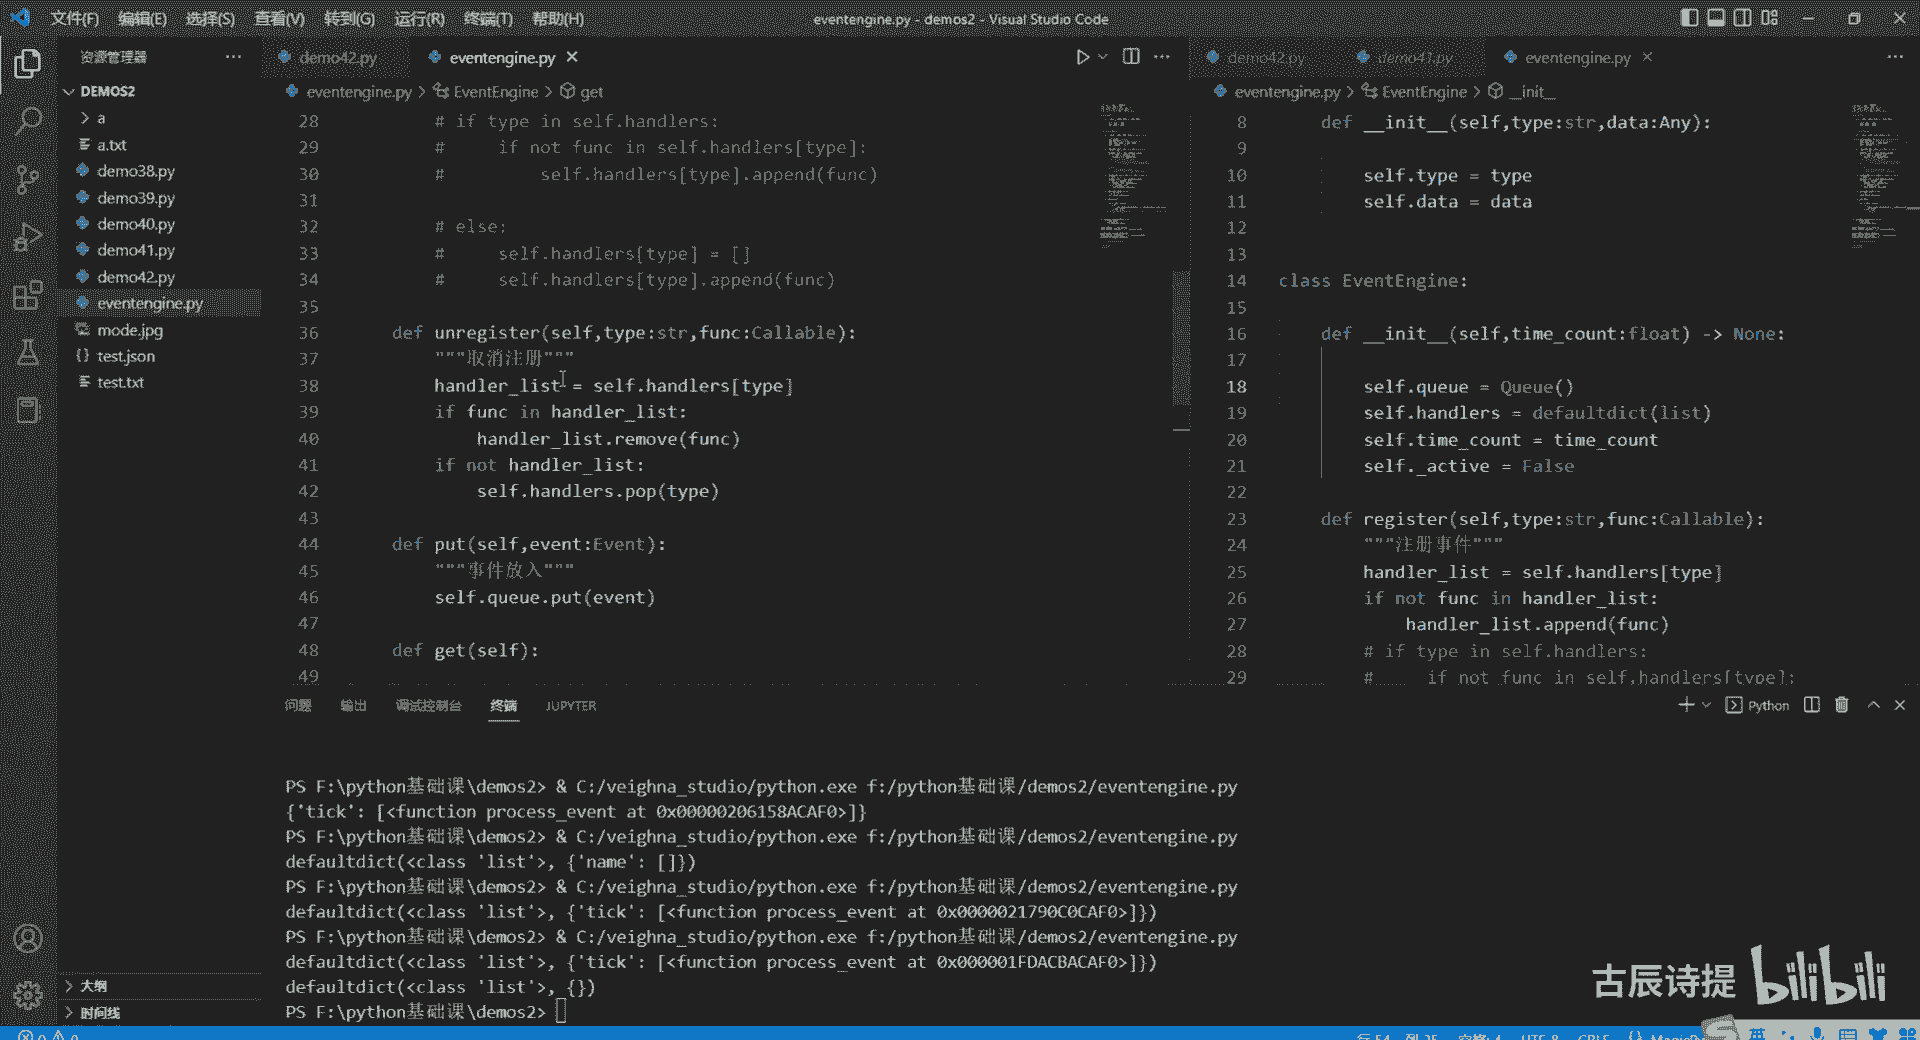 文件(F) 编辑(E) 选择(S) 查看(V) 转到(G) 运行(R) 终端(T) 帮助(H) eventengine.py - demos2 - Visual Studio Code
资源管理器
DEMOS2
a
a.txt
demo38.py
demo39.py
demo40.py
demo41.py
demo42.py
eventengine.py
mode.jpg
test.json
test.txt
大纲
时间线
demo42.py eventengine.py
eventengine.py > EventEngine > get
28 # if type in self.handlers:
29 #     if not func in self.handlers[type]:
30 #         self.handlers[type].append(func)
31
32 # else:
33 #     self.handlers[type] = []
34 #     self.handlers[type].append(func)
35
36 def unregister(self,type:str,func:Callable):
37 """取消注册"""
38 handler_list = self.handlers[type]
39 if func in handler_list:
40 handler_list.remove(func)
41 if not handler_list:
42 self.handlers.pop(type)
43
44 def put(self,event:Event):
45 """事件放入"""
46 self.queue.put(event)
47
48 def get(self):
49
demo42.py demo41.py eventengine.py
eventengine.py > EventEngine > __init__
8 def __init__(self,type:str,data:Any):
9
10 self.type = type
11 self.data = data
12
13
14 class EventEngine:
15
16 def __init__(self,time_count:float) -> None:
17
18 self.queue = Queue()
19 self.handlers = defaultdict(list)
20 self.time_count = time_count
21 self._active = False
22
23 def register(self,type:str,func:Callable):
24 """注册事件"""
25 handler_list = self.handlers[type]
26 if not func in handler_list:
27 handler_list.append(func)
28 # if type in self.handlers:
29 #     if not func in self.handlers[type]:
问题 输出 调试控制台 终端 JUPYTER
Python
PS F:\python基础课\demos2> & C:/veighna_studio/python.exe f:/python基础课/demos2/eventengine.py
{'tick': [<function process_event at 0x00000206158ACAF0>]}
PS F:\python基础课\demos2> & C:/veighna_studio/python.exe f:/python基础课/demos2/eventengine.py
defaultdict(<class 'list'>, {'name': []})
PS F:\python基础课\demos2> & C:/veighna_studio/python.exe f:/python基础课/demos2/eventengine.py
defaultdict(<class 'list'>, {'tick': [<function process_event at 0x0000021790C0CAF0>]})
PS F:\python基础课\demos2> & C:/veighna_studio/python.exe f:/python基础课/demos2/eventengine.py
defaultdict(<class 'list'>, {'tick': [<function process_event at 0x000001FDACBACAF0>]})
defaultdict(<class 'list'>, {})
PS F:\python基础课\demos2>
古辰诗提 bilibili